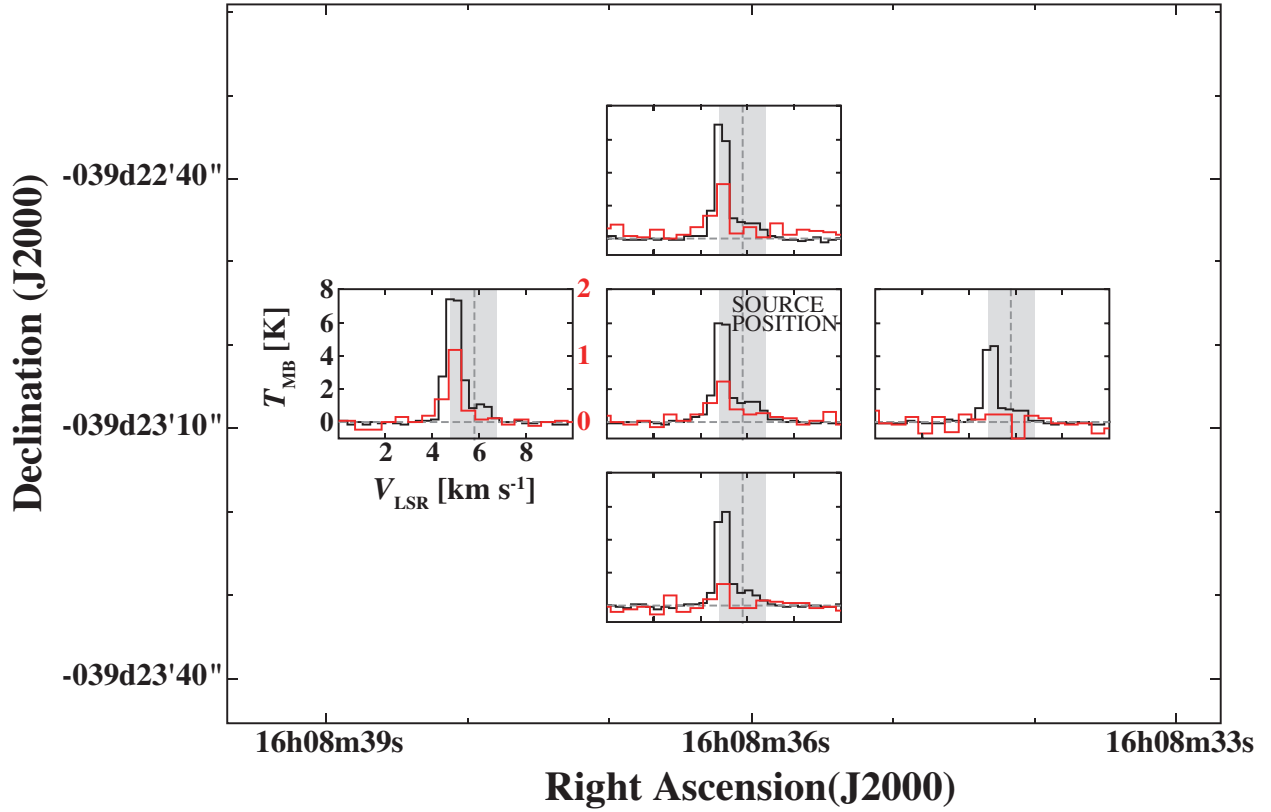 Declination (J2000)
-039d22'40"
-039d23'10"
-039d23'40"
8
6
4
2
0
T_MB [K]
2 4 6 8
V_LSR [km s⁻¹]
2
1
0
SOURCE
POSITION
16h08m39s 16h08m36s 16h08m33s
Right Ascension(J2000)